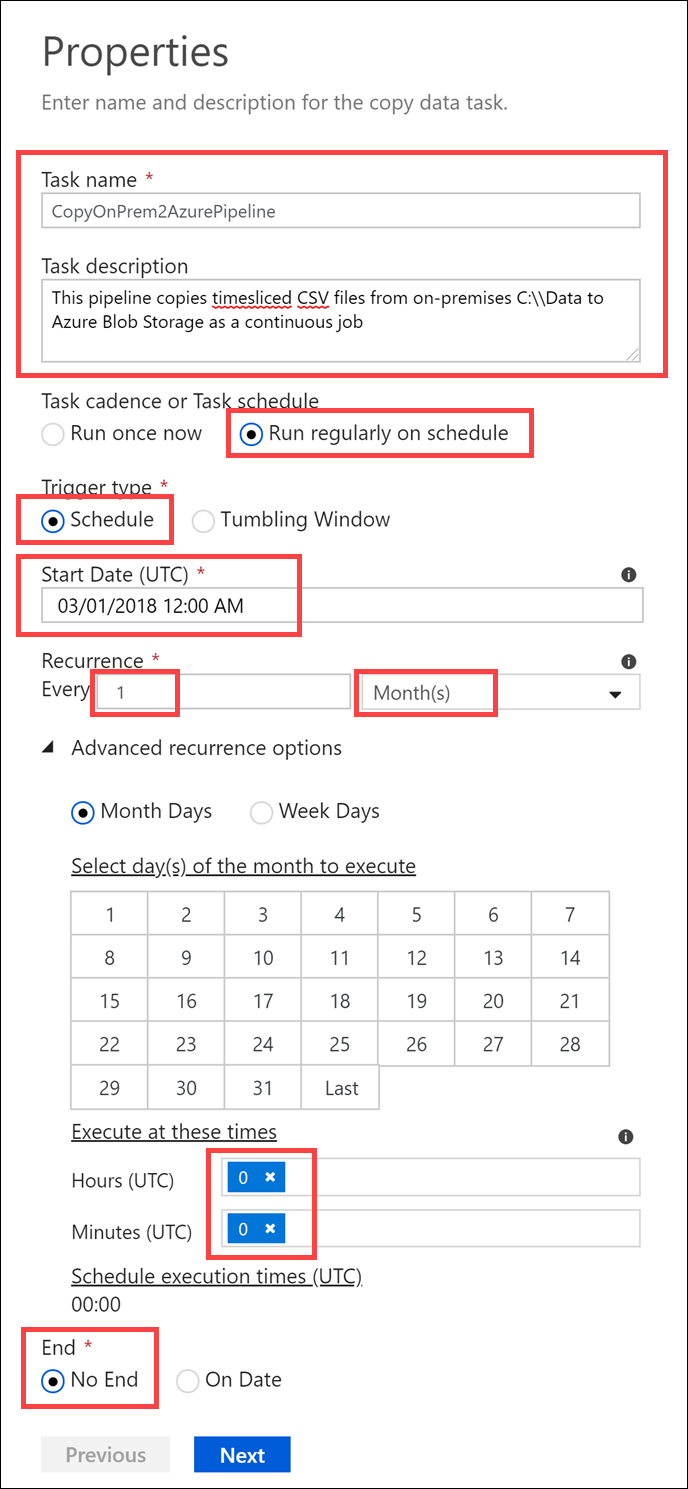 Properties
Enter name and description for the copy data task.
Task name *
CopyOnPrem2AzurePipeline
Task description
This pipeline copies timesliced CSV files from on-premises C:\\Data to
Azure Blob Storage as a continuous job
Task cadence or Task schedule
Run once now Run regularly on schedule
Trigger type *
Schedule Tumbling Window
Start Date (UTC) *
03/01/2018 12:00 AM
Recurrence *
Every 1 Month(s)
Advanced recurrence options
Month Days Week Days
Select day(s) of the month to execute
1 2 3 4 5 6 7
8 9 10 11 12 13 14
15 16 17 18 19 20 21
22 23 24 25 26 27 28
29 30 31 Last
Execute at these times
Hours (UTC) 0
Minutes (UTC) 0
Schedule execution times (UTC)
00:00
End *
No End On Date
Previous Next